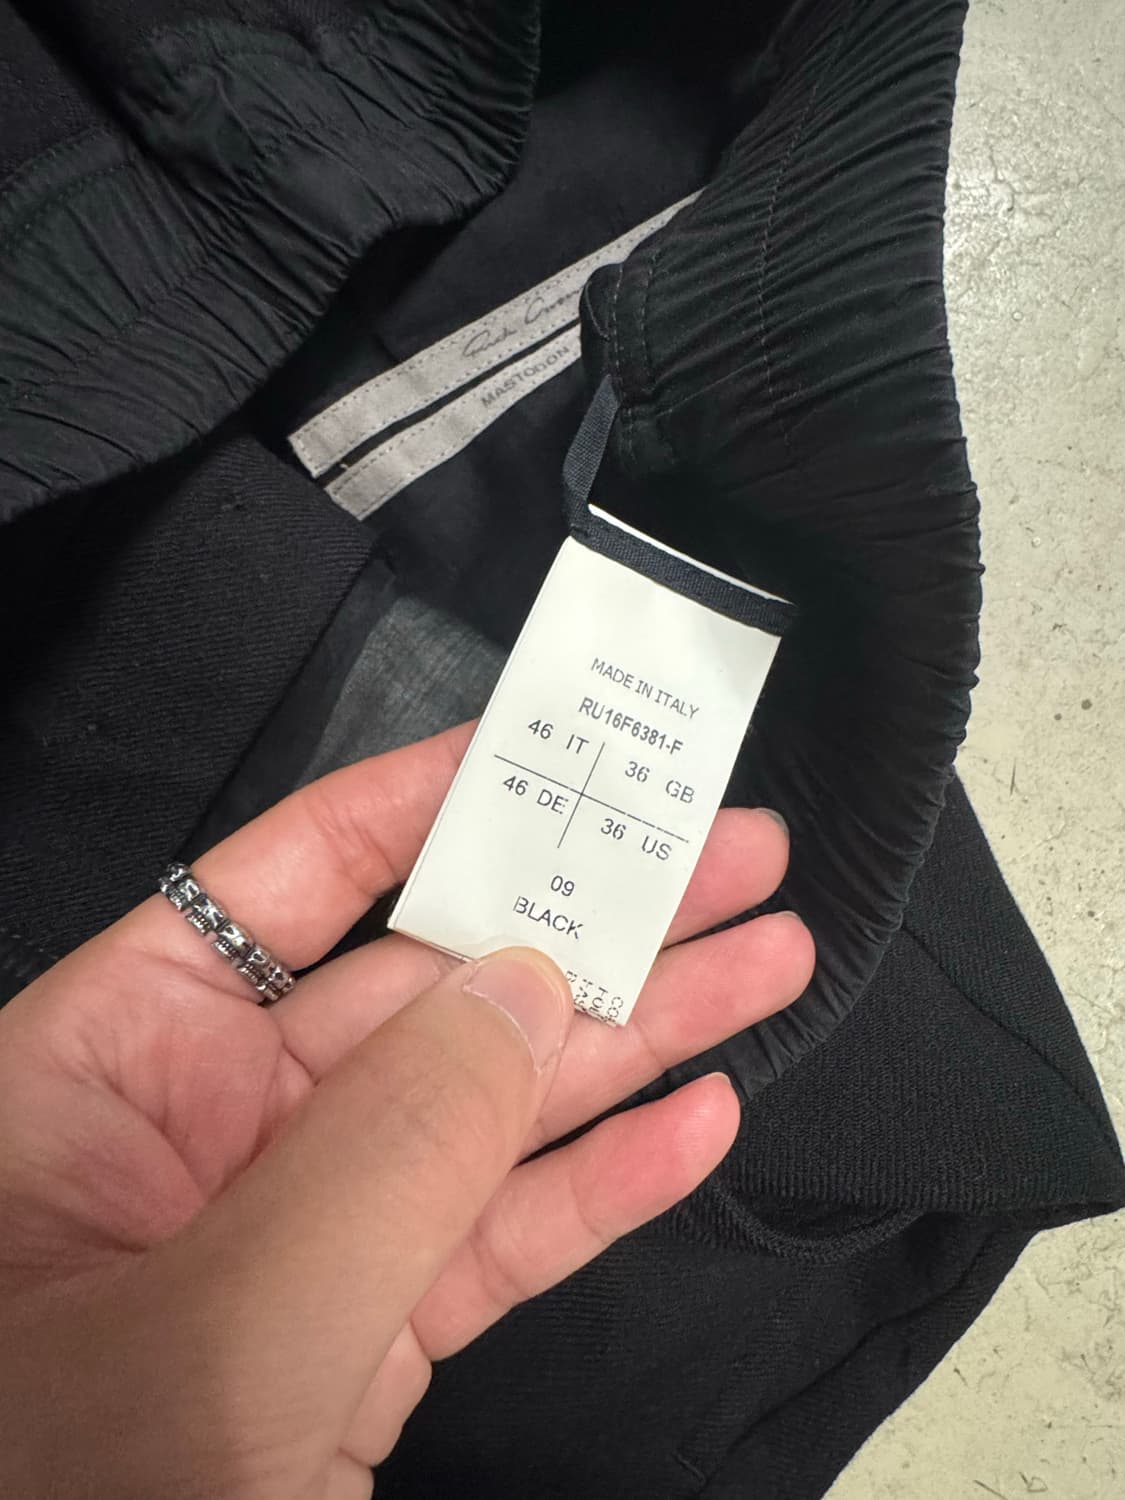 MASTODON
MADE IN ITALY
RU16F6381-F
46 IT 36 GB
46 DE 36 US
09
BLACK